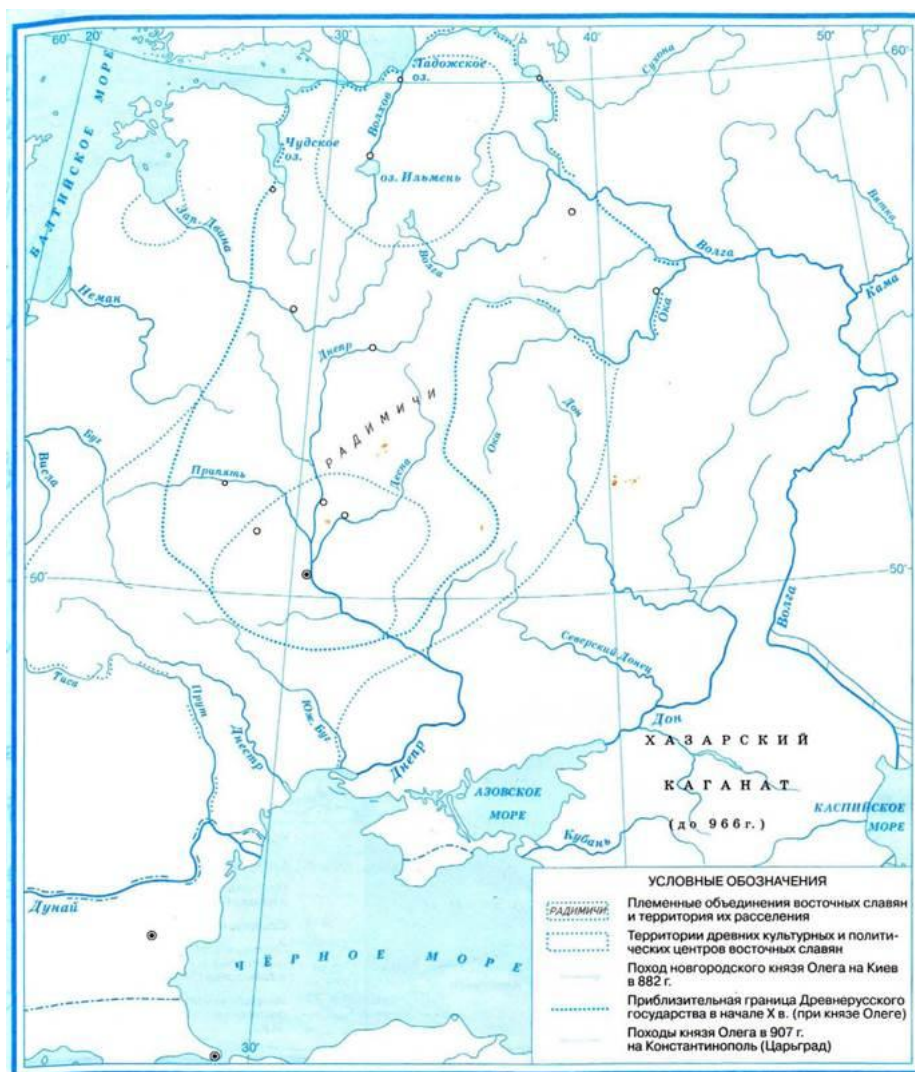 60°
20°
30°
40°
50°
60°
БАЛТИЙСКОЕ МОРЕ
Ладожское
оз.
Сухона
Волхов
Чудское
оз.
оз. Ильмень
Вятка
Зап. Двина
Волга
Волга
Кама
Неман
Ока
Днепр
РАДИМИЧИ
Дон
Ока
Буг
Висла
Припять
Десна
50°
50°
Волга
Северский Донец
Тиса
Прут
Днестр
Юж. Буг
Днепр
Дон
ХАЗАРСКИЙ
КАГАНАТ
(до 966г.)
АЗОВСКОЕ
МОРЕ
КАСПИЙСКОЕ
МОРЕ
Кубань
Дунай
ЧЁРНОЕ МОРЕ
30°
40°
УСЛОВНЫЕ ОБОЗНАЧЕНИЯ
РАДИМИЧИ
Племенные объединения восточных славян
и территория их расселения
Территории древних культурных и полити-
ческих центров восточных славян
Поход новгородского князя Олега на Киев
в 882 г.
Приблизительная граница Древнерусского
государства в начале X в. (при князе Олеге)
Походы князя Олега в 907 г.
на Константинополь (Царьград)